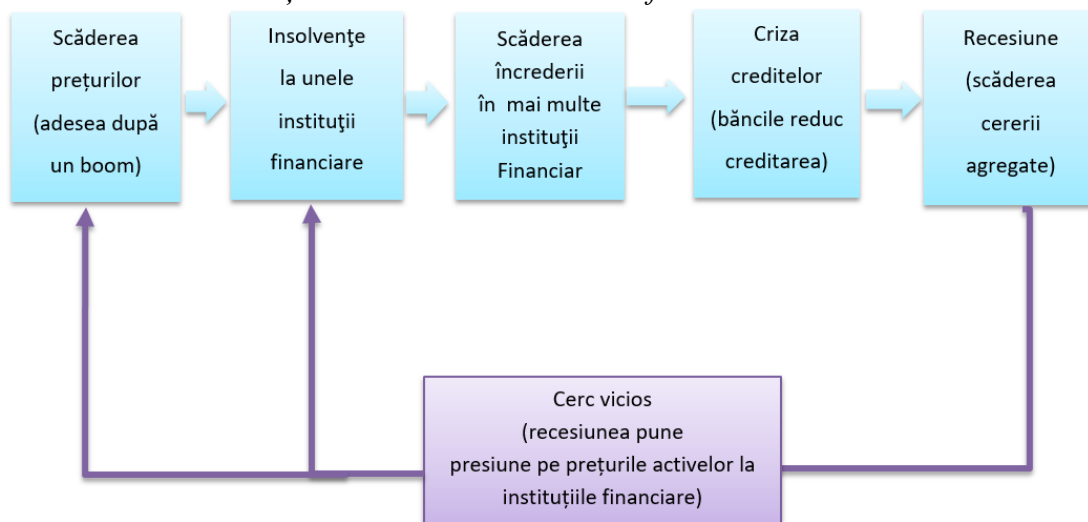 Scăderea
prețurilor
(adesea după
un boom)
Insolvenţe
la unele
instituţii
financiare
Scăderea
încrederii
în mai multe
instituţii
Financiar
Criza
creditelor
(băncile reduc
creditarea)
Recesiune
(scăderea
cererii
agregate)
Cerc vicios
(recesiunea pune
presiune pe prețurile activelor la
instituțiile financiare)